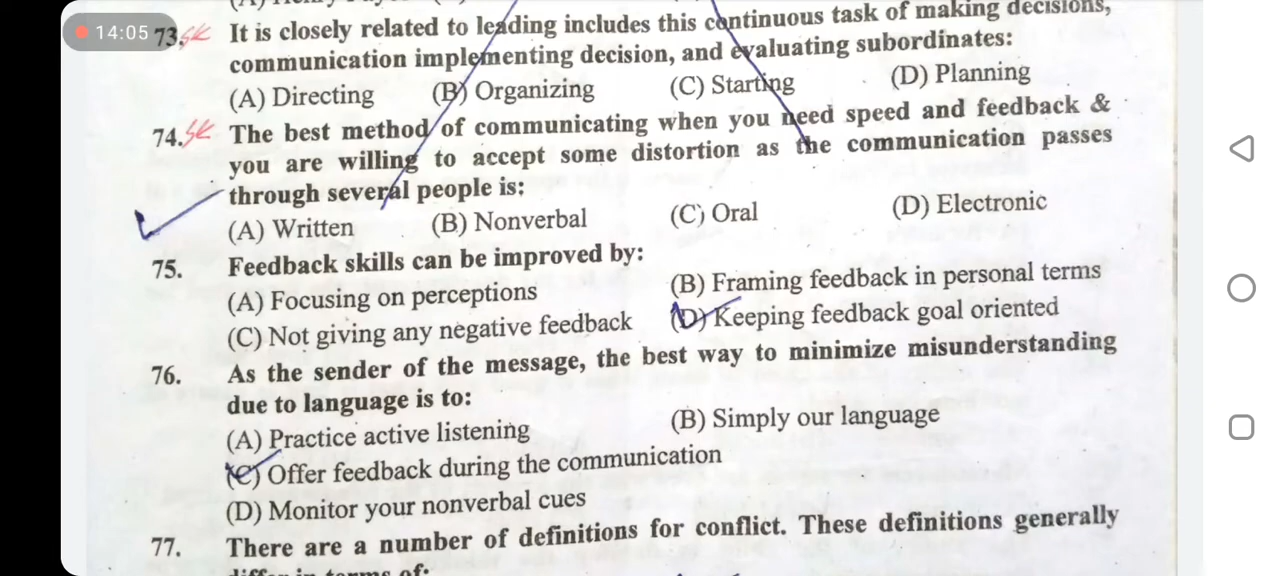 14:05
73. SK It is closely related to leading includes this continuous task of making decisions,
communication implementing decision, and evaluating subordinates:
(A) Directing (B) Organizing (C) Starting (D) Planning
74. SK The best method of communicating when you need speed and feedback &
you are willing to accept some distortion as the communication passes
through several people is:
(A) Written (B) Nonverbal (C) Oral (D) Electronic
75. Feedback skills can be improved by:
(A) Focusing on perceptions (B) Framing feedback in personal terms
(C) Not giving any negative feedback (D) Keeping feedback goal oriented
76. As the sender of the message, the best way to minimize misunderstanding
due to language is to:
(A) Practice active listening (B) Simply our language
(C) Offer feedback during the communication
(D) Monitor your nonverbal cues
77. There are a number of definitions for conflict. These definitions generally
differ in terms of: